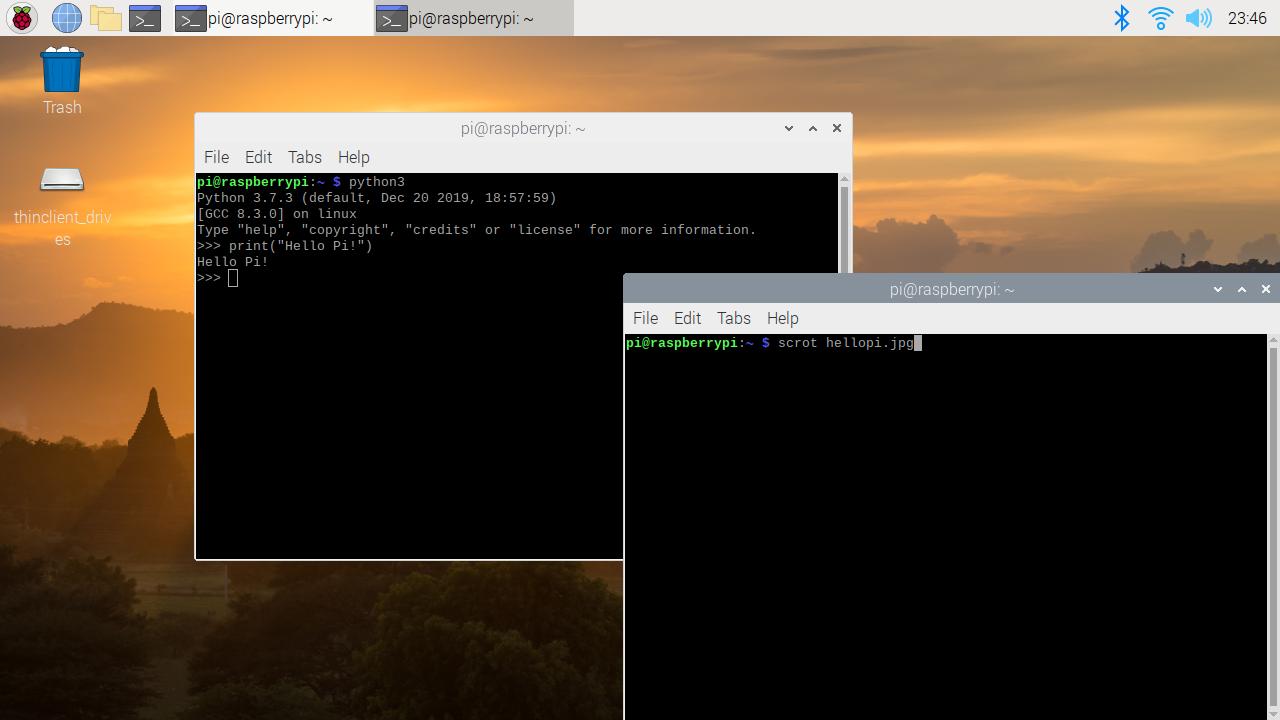 pi@raspberrypi: ~
pi@raspberrypi: ~
23:46
Trash
thinclient_driv
es
pi@raspberrypi: ~
File Edit Tabs Help
pi@raspberrypi:~ $ python3
Python 3.7.3 (default, Dec 20 2019, 18:57:59)
[GCC 8.3.0] on linux
Type "help", "copyright", "credits" or "license" for more information.
>>> print("Hello Pi!")
Hello Pi!
>>>
pi@raspberrypi: ~
File Edit Tabs Help
pi@raspberrypi:~ $ scrot hellopi.jpg